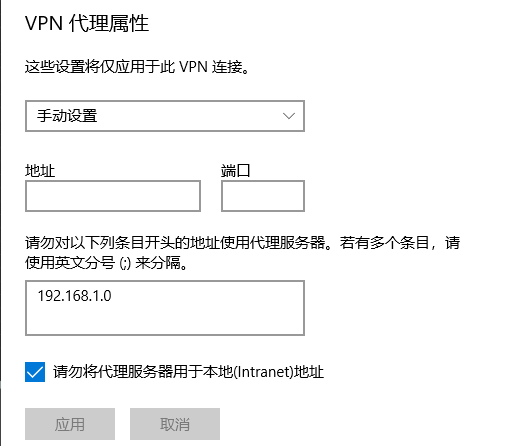 VPN 代理属性
这些设置将仅应用于此 VPN 连接。
手动设置
地址 端口
请勿对以下列条目开头的地址使用代理服务器。若有多个条目，请
使用英文分号 (;) 来分隔。
192.168.1.0
请勿将代理服务器用于本地(Intranet)地址
应用 取消